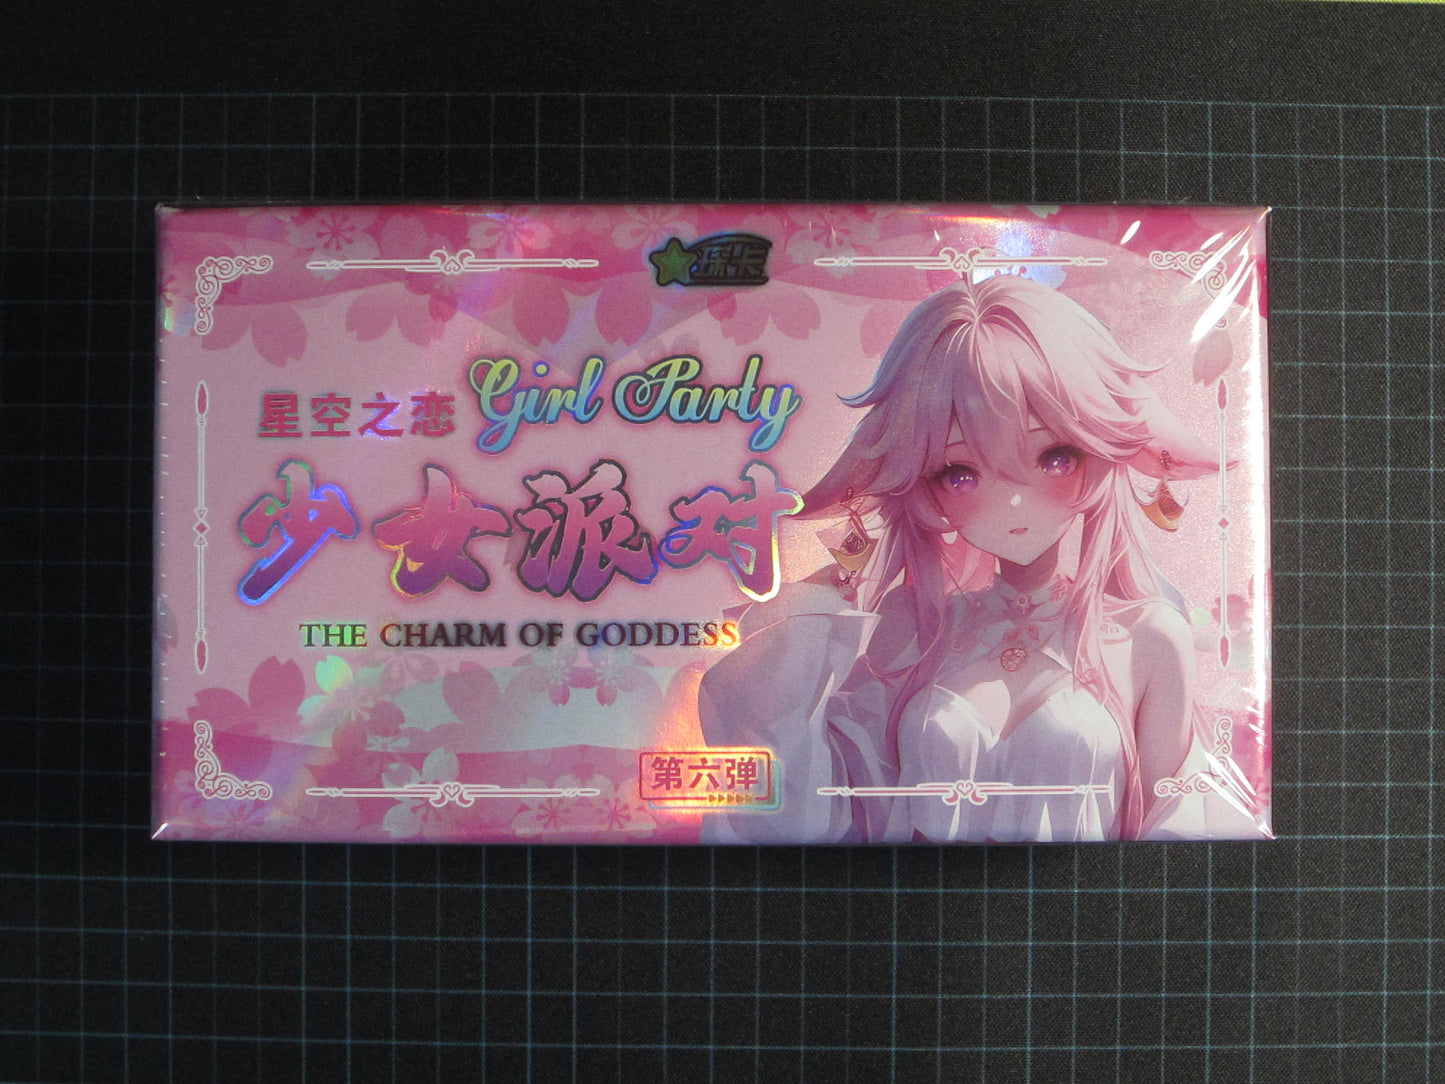 星空之恋 Girl Party
少女派对
THE CHARM OF GODDESS
第六弹